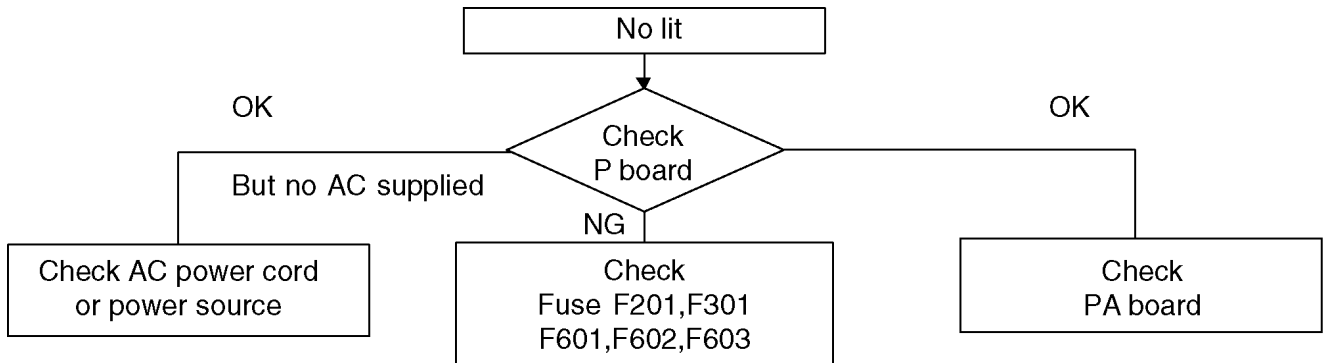 No lit
OK
OK
Check
P board
But no AC supplied
NG
Check AC power cord
or power source
Check
Fuse F201,F301
F601,F602,F603
Check
PA board